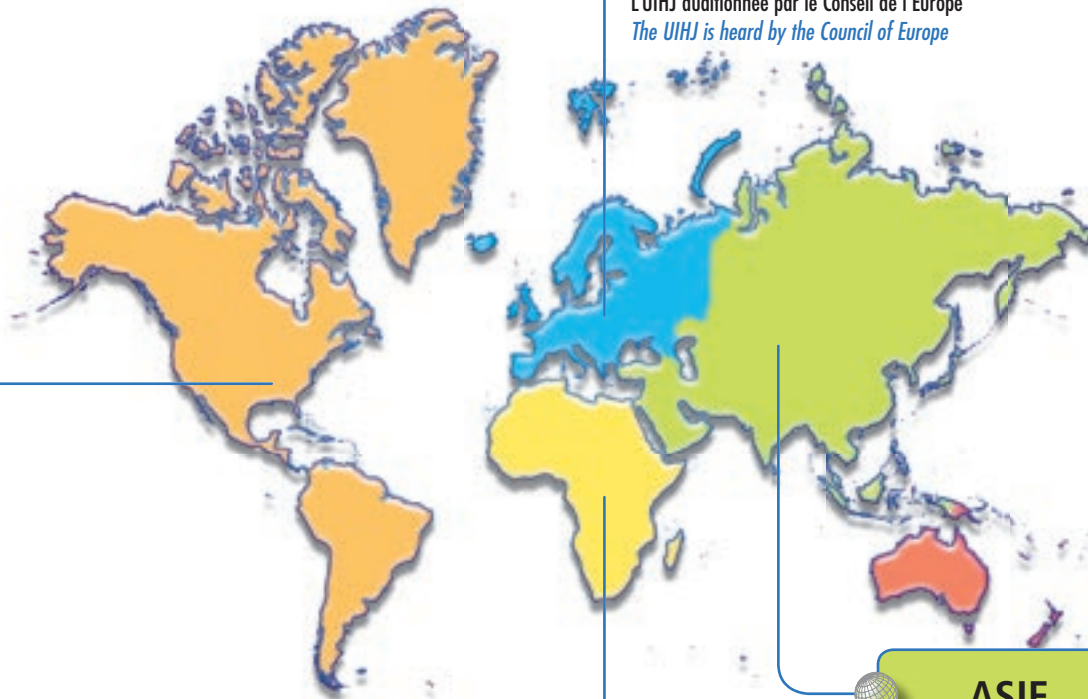 L'UIHJ auditionnée par le Conseil de l'Europe
The UIHJ is heard by the Council of Europe
ASIE